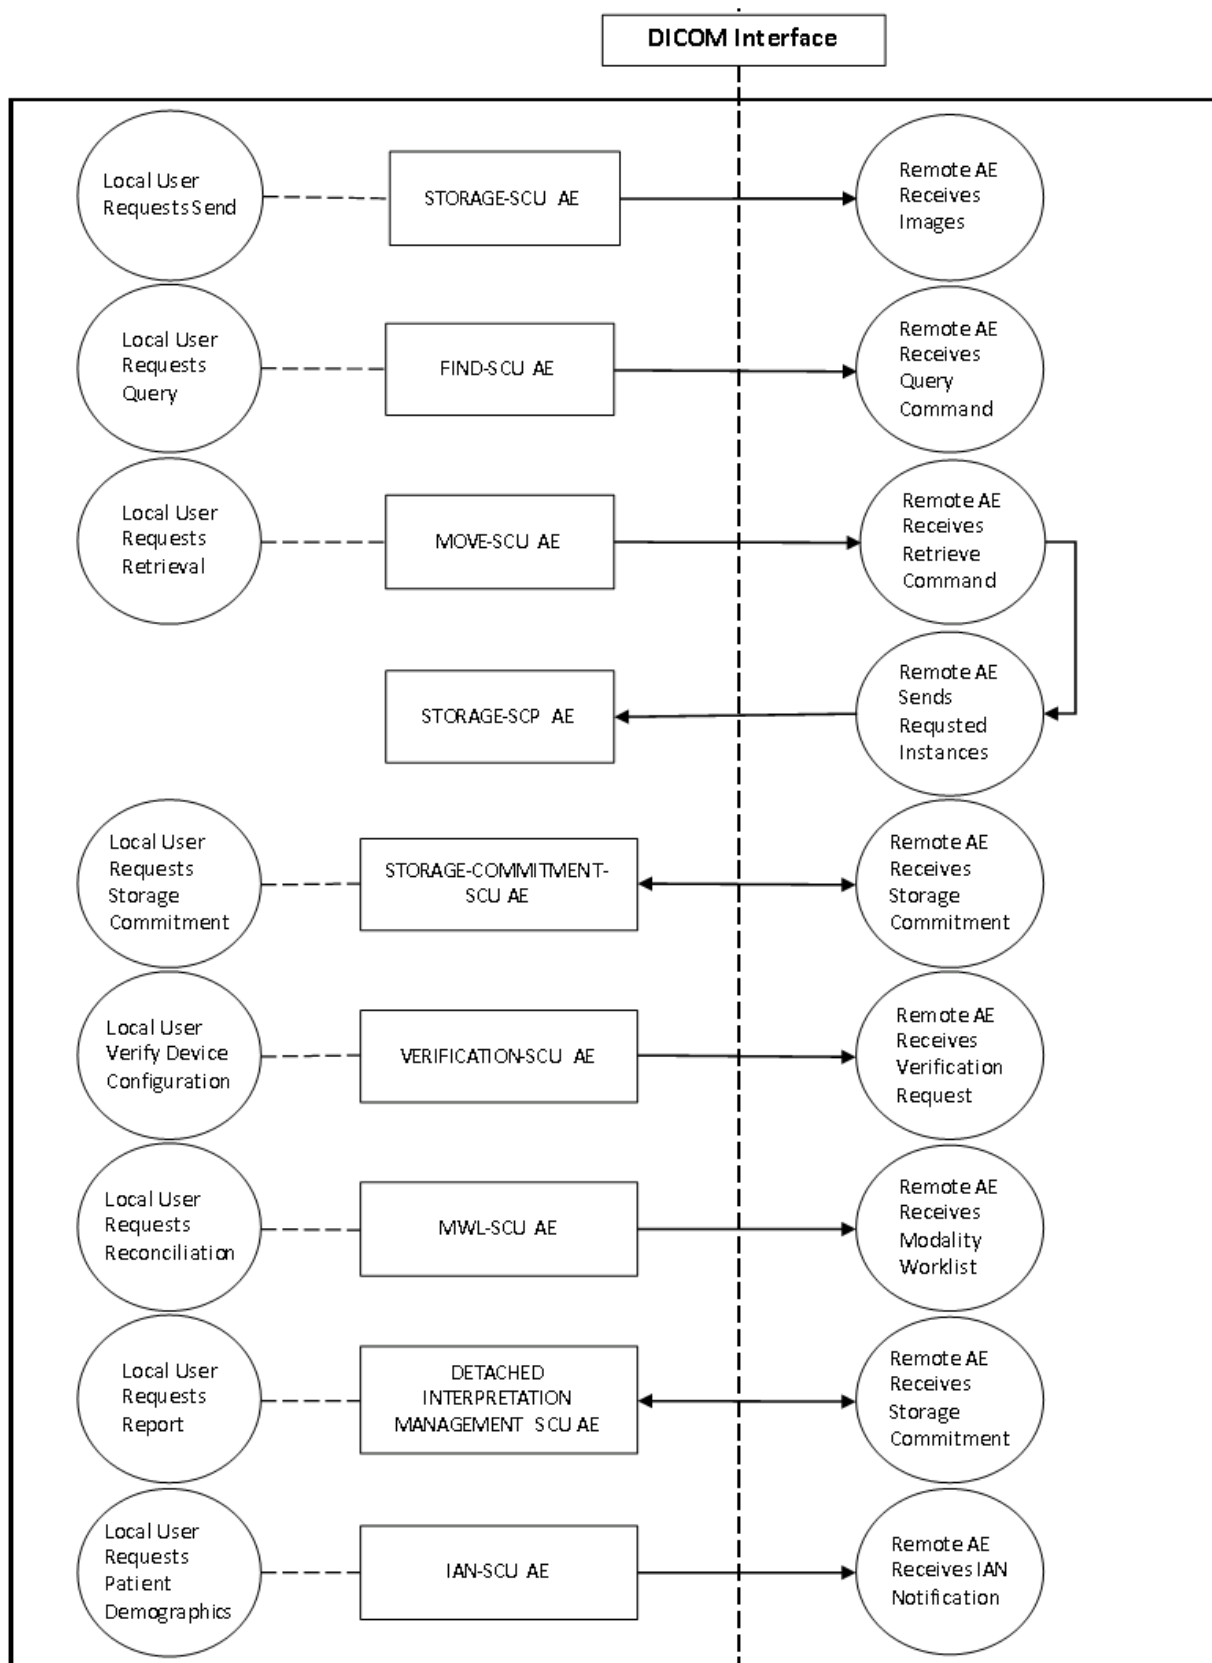 DICOM Interface
Local User
Requests Send
STORAGE-SCU AE
Remote AE
Receives
Images
Local User
Requests
Query
FIND-SCU AE
Remote AE
Receives
Query
Command
Local User
Requests
Retrieval
MOVE-SCU AE
Remote AE
Receives
Retrieve
Command
STORAGE-SCP AE
Remote AE
Sends
Requsted
Instances
Local User
Requests
Storage
Commitment
STORAGE-COMMITMENT-
SCU AE
Remote AE
Receives
Storage
Commitment
Local User
Verify Device
Configuration
VERIFICATION-SCU AE
Remote AE
Receives
Verification
Request
Local User
Requests
Reconciliation
MWL-SCU AE
Remote AE
Receives
Modality
Worklist
Local User
Requests
Report
DETACHED
INTERPRETATION
MANAGEMENT SCU AE
Remote AE
Receives
Storage
Commitment
Local User
Requests
Patient
Demographics
IAN-SCU AE
Remote AE
Receives IAN
Notification